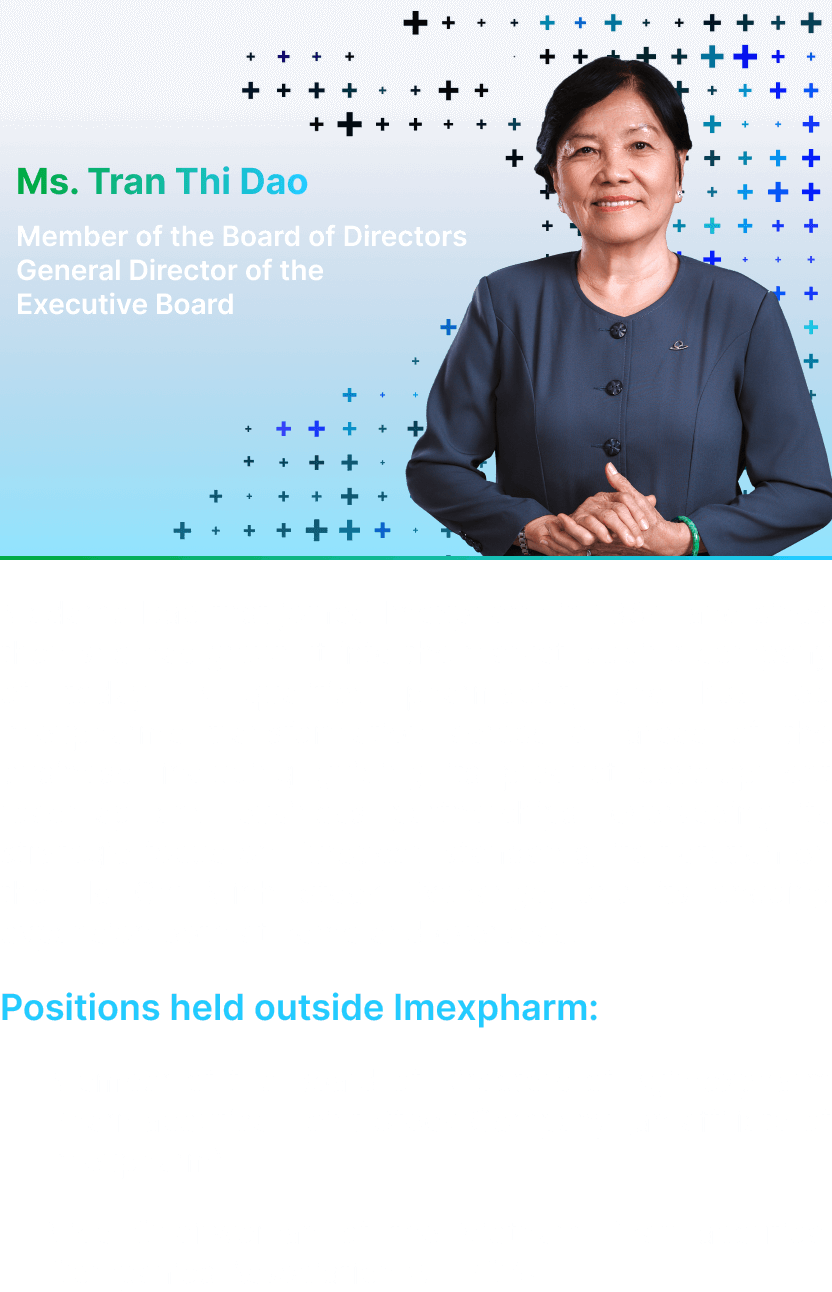 Ms. Tran Thi Dao
Member of the Board of Directors
General Director of the
Executive Board
Positions held outside Imexpharm: